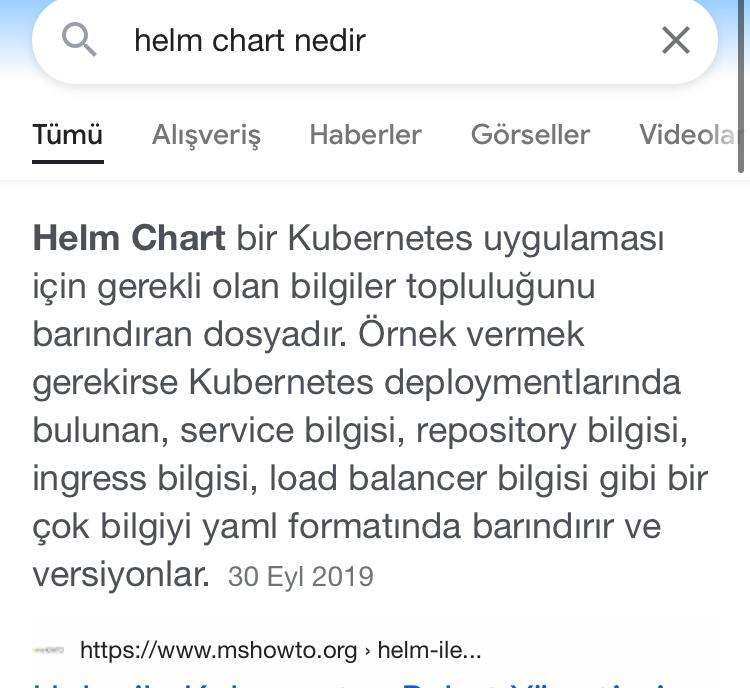 helm chart nedir
Tümü Alışveriş Haberler Görseller Videolar
Helm Chart bir Kubernetes uygulaması
için gerekli olan bilgiler topluluğunu
barındıran dosyadır. Örnek vermek
gerekirse Kubernetes deploymentlarında
bulunan, service bilgisi, repository bilgisi,
ingress bilgisi, load balancer bilgisi gibi bir
çok bilgiyi yaml formatında barındırır ve
versiyonlar. 30 Eyl 2019
https://www.mshowto.org › helm-ile...